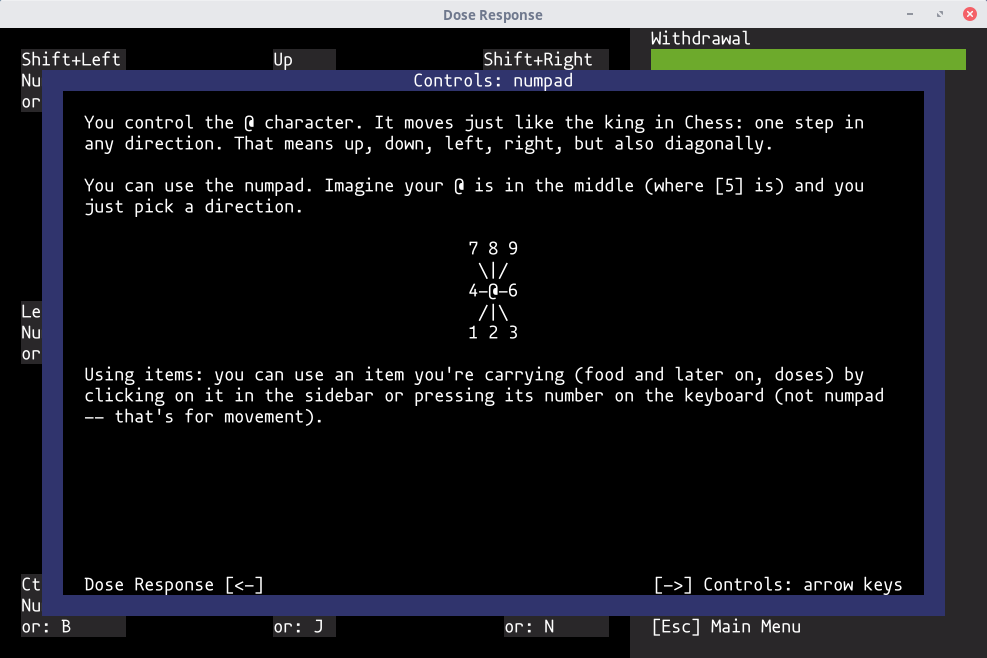 Dose Response
Shift+Left Up Shift+Right Withdrawal
Nu
or
Controls: numpad
You control the @ character. It moves just like the king in Chess: one step in
any direction. That means up, down, left, right, but also diagonally.
You can use the numpad. Imagine your @ is in the middle (where [5] is) and you
just pick a direction.
7 8 9
\|/
4-@-6
/|\
1 2 3
Le
Nu
or
Using items: you can use an item you're carrying (food and later on, doses) by
clicking on it in the sidebar or pressing its number on the keyboard (not numpad
-- that's for movement).
Ct
Nu
Dose Response [<-] [->] Controls: arrow keys
or: B or: J or: N [Esc] Main Menu